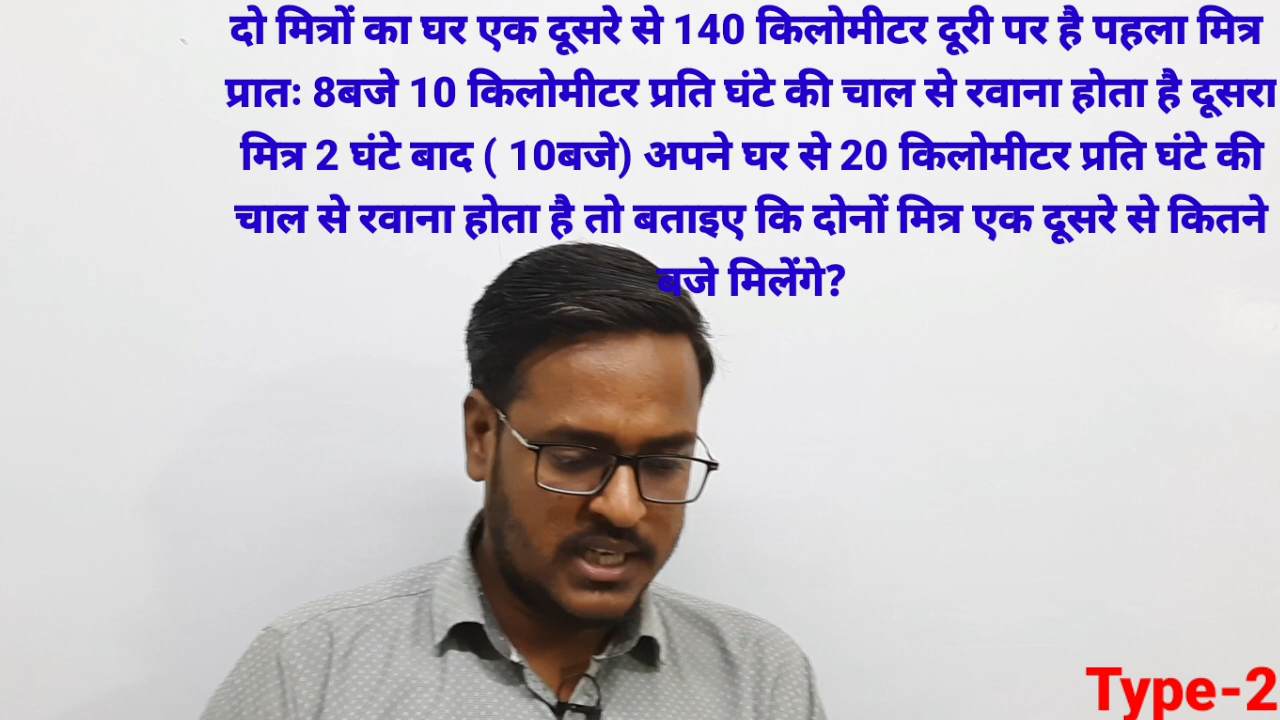 दो मित्रों का घर एक दूसरे से 140 किलोमीटर दूरी पर है पहला मित्र
प्रातः 8बजे 10 किलोमीटर प्रति घंटे की चाल से रवाना होता है दूसरा
मित्र 2 घंटे बाद ( 10बजे) अपने घर से 20 किलोमीटर प्रति घंटे की
चाल से रवाना होता है तो बताइए कि दोनों मित्र एक दूसरे से कितने
बजे मिलेंगे?
Type-2